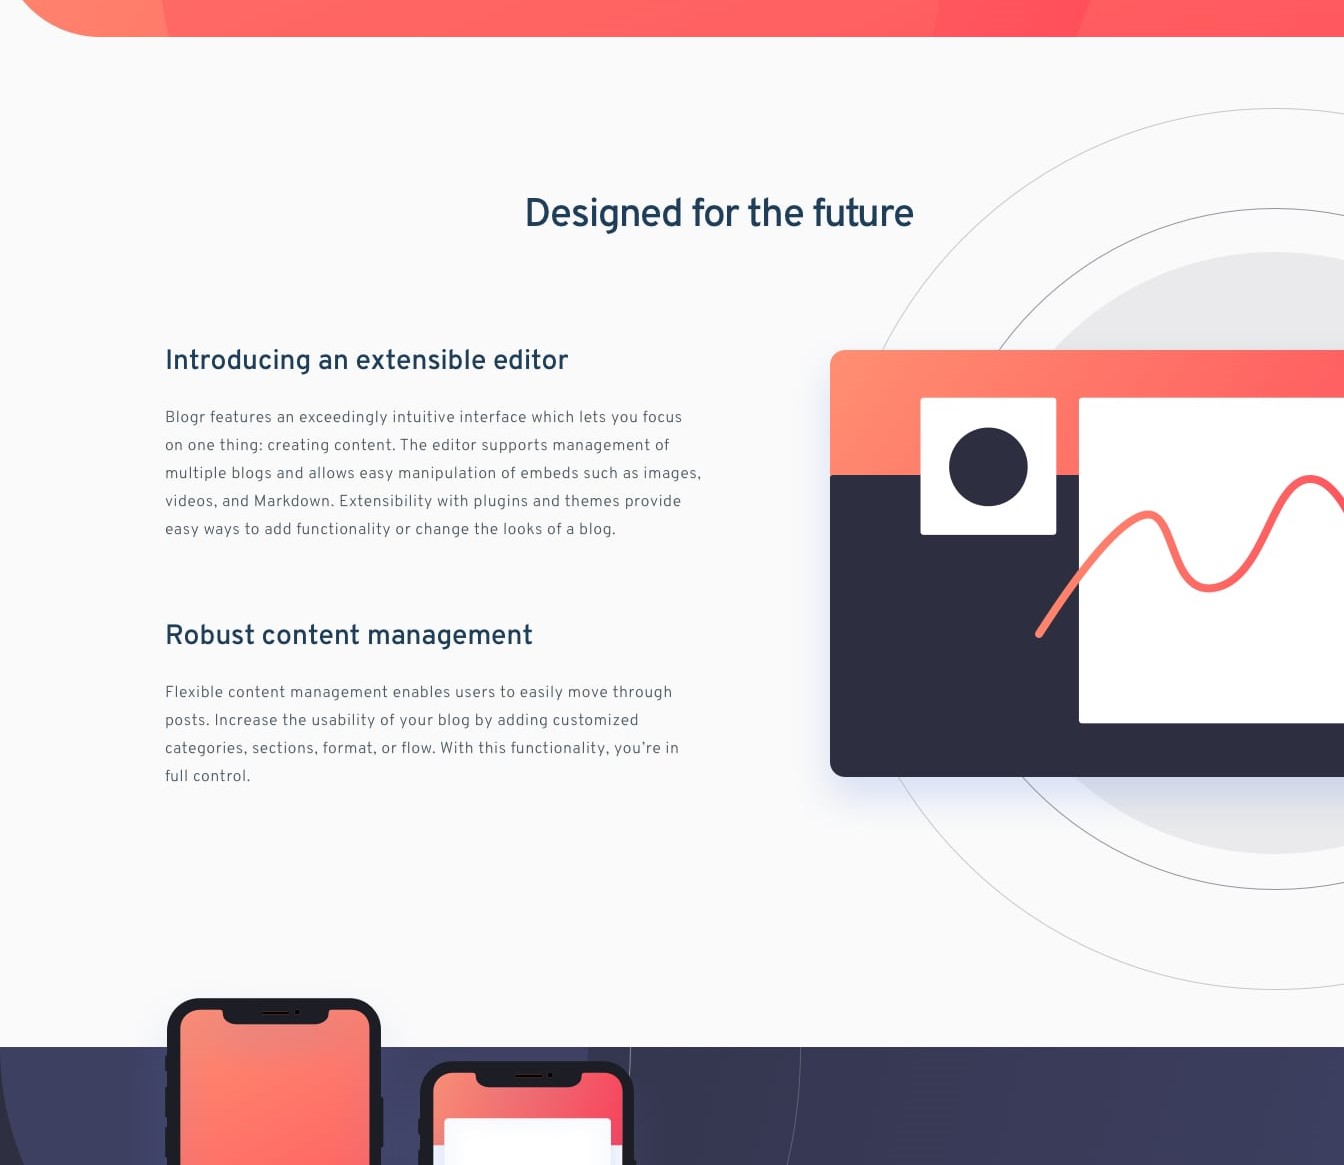 Designed for the future
Introducing an extensible editor
Blogr features an exceedingly intuitive interface which lets you focus
on one thing: creating content. The editor supports management of
multiple blogs and allows easy manipulation of embeds such as images,
videos, and Markdown. Extensibility with plugins and themes provide
easy ways to add functionality or change the looks of a blog.
Robust content management
Flexible content management enables users to easily move through
posts. Increase the usability of your blog by adding customized
categories, sections, format, or flow. With this functionality, you’re in
full control.